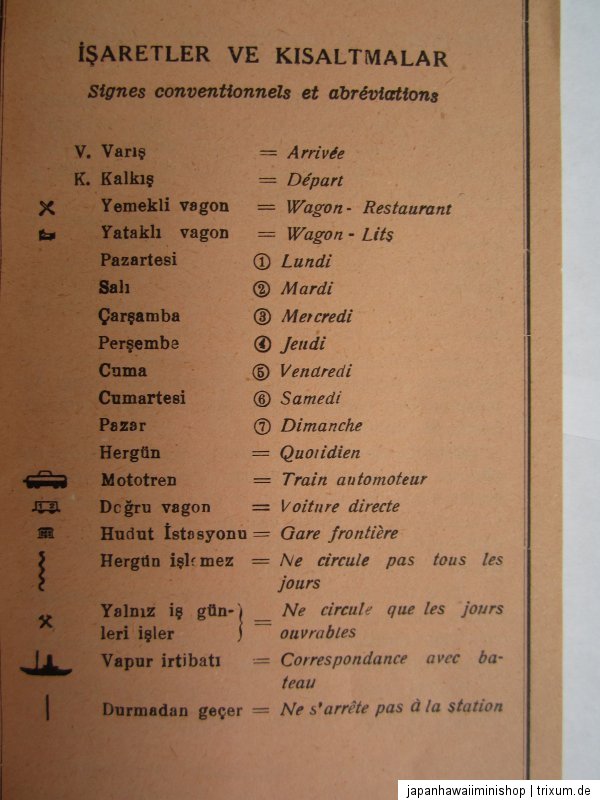 İŞARETLER VE KISALTMALAR
Signes conventionnels et abréviations
V. Varış = Arrivée
K. Kalkış = Départ
Yemekli vagon = Wagon - Restaurant
Yataklı vagon = Wagon - Lits
Pazartesi ① Lundi
Salı ② Mardi
Çarşamba ③ Mercredi
Perşembe ④ Jeudi
Cuma ⑤ Vendredi
Cumartesi ⑥ Samedi
Pazar ⑦ Dimanche
Hergün = Quotidien
Mototren = Train automoteur
Doğru vagon = Voiture directe
Hudut İstasyonu = Gare frontière
Hergün işlemez = Ne circule pas tous les
jours
Yalnız iş gün- = Ne circule que les jours
leri işler } ouvrables
Vapur irtibatı = Correspondance avec ba-
teau
Durmadan geçer = Ne s'arrête pas à la station
japanhawaiiminishop | trixum.de